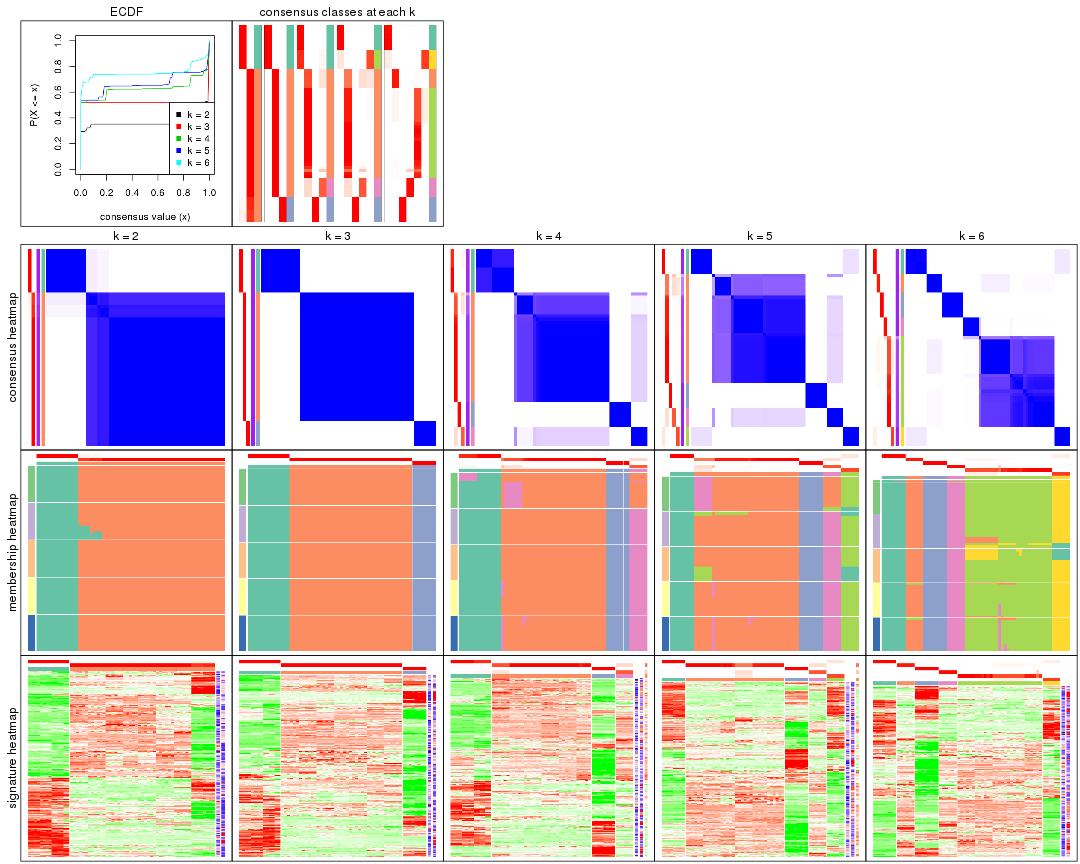 ECDF
consensus classes at each k
P(X <= x)
0.0 0.2 0.4 0.6 0.8 1.0
k = 2
k = 3
k = 4
k = 5
k = 6
0.0 0.2 0.4 0.6 0.8 1.0
consensus value (x)
k = 2
k = 3
k = 4
k = 5
k = 6
consensus heatmap
membership heatmap
signature heatmap